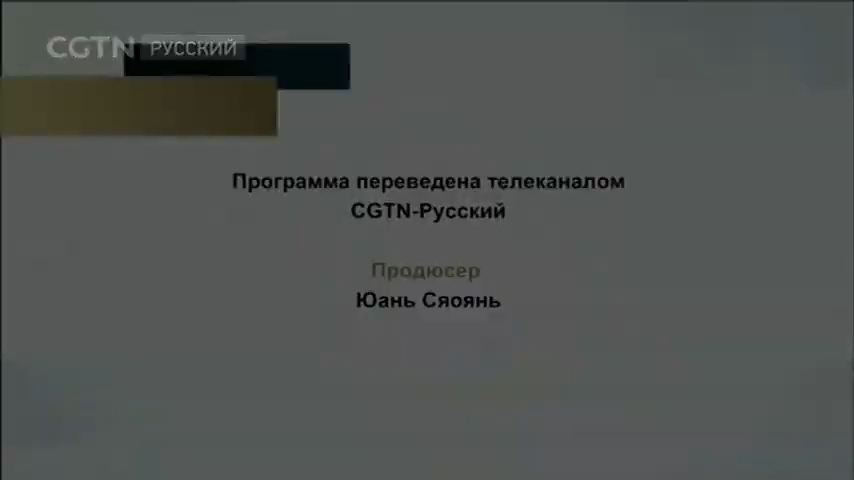 CGTN РУССКИЙ
Программа переведена телеканалом
CGTN-Русский
Продюсер
Юань Сяоянь